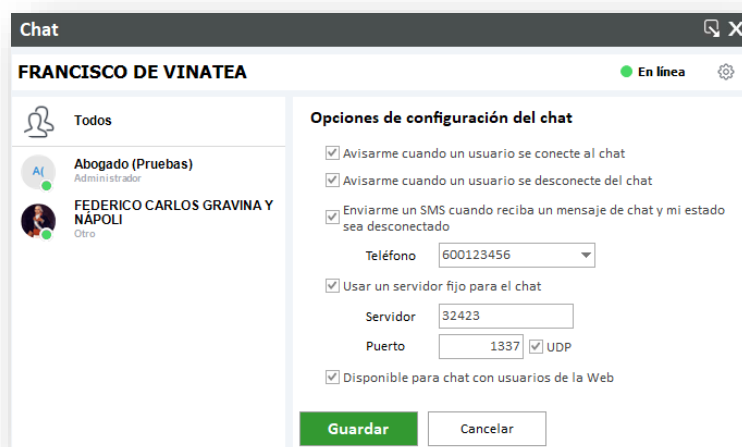 Chat
X
FRANCISCO DE VINATEA
En línea
Todos
A(
Abogado (Pruebas)
Administrador
FEDERICO CARLOS GRAVINA Y
NÁPOLI
Otro
Opciones de configuración del chat
Avisarme cuando un usuario se conecte al chat
Avisarme cuando un usuario se desconecte del chat
Enviarme un SMS cuando reciba un mensaje de chat y mi estado
sea desconectado
Teléfono 600123456
Usar un servidor fijo para el chat
Servidor 32423
Puerto 1337 UDP
Disponible para chat con usuarios de la Web
Guardar Cancelar